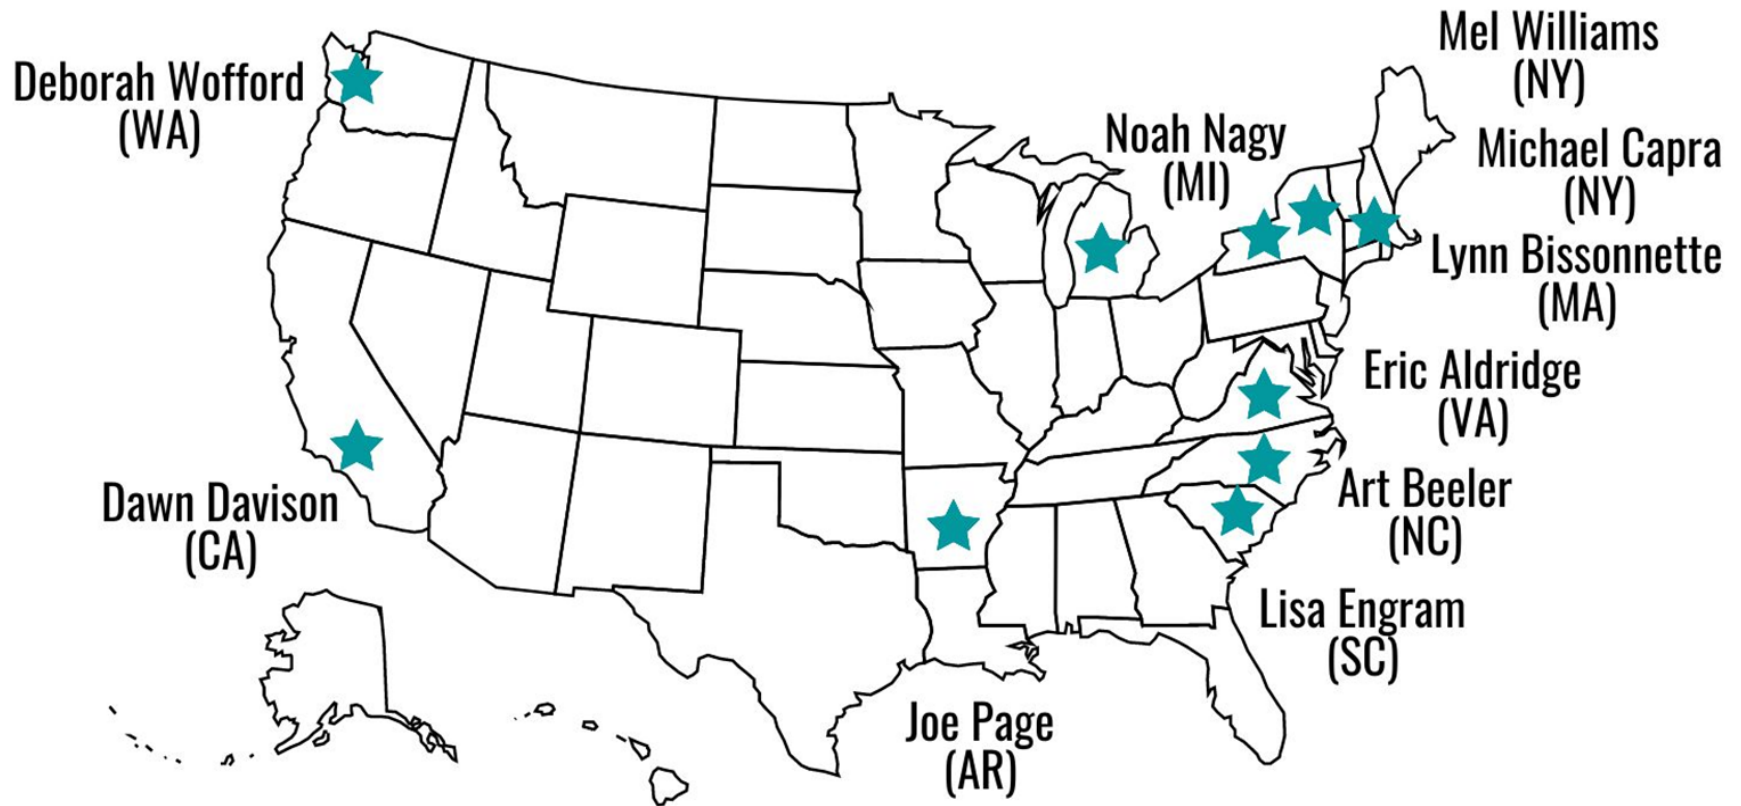 Mel Williams
(NY)
Deborah Wofford
(WA)
Noah Nagy
(MI)
Michael Capra
(NY)
Lynn Bissonnette
(MA)
Eric Aldridge
(VA)
Dawn Davison
(CA)
Art Beeler
(NC)
Lisa Engram
(SC)
Joe Page
(AR)